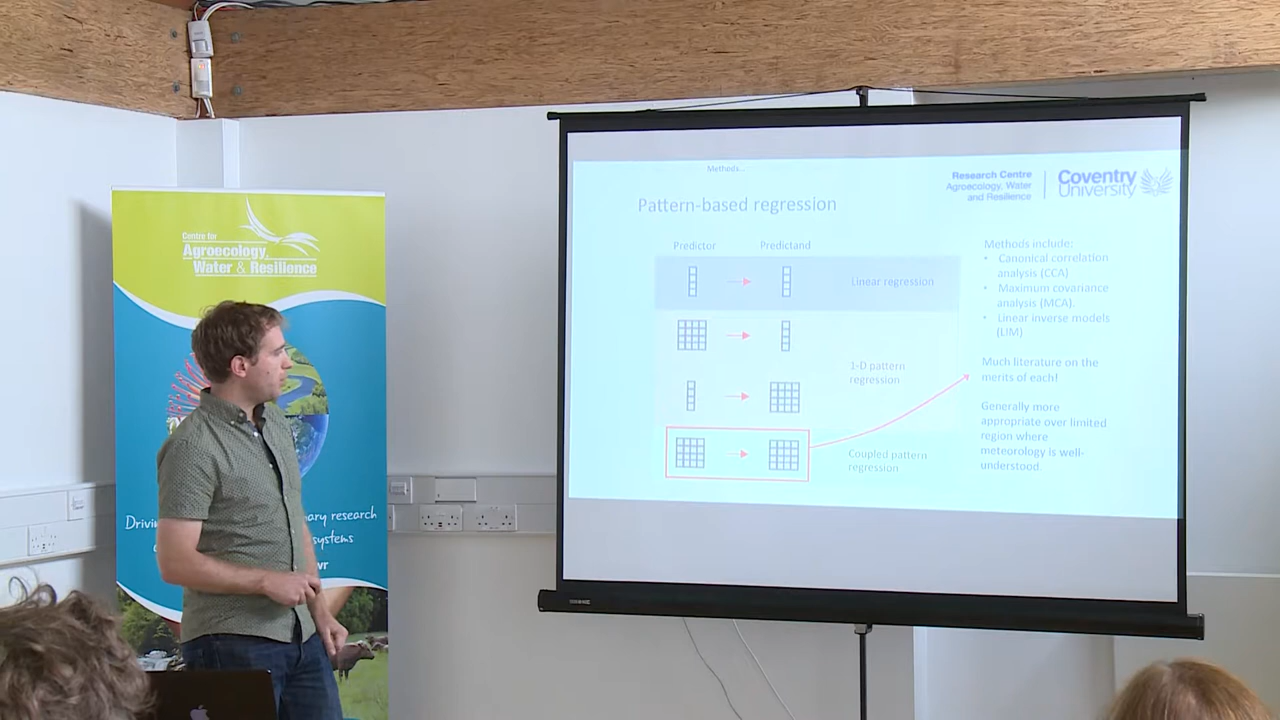 Centre for
Agroecology,
Water & Resilience
ary research
systems
Methods...
Research Centre
Agroecology, Water
and Resilience
Coventry
University
Pattern-based regression
Predictor
Predictand
Linear regression
1-D pattern
regression
Coupled pattern
regression
Methods include:
• Canonical correlation
analysis (CCA)
• Maximum covariance
analysis (MCA).
• Linear inverse models
(LIM)
Much literature on the
merits of each!
Generally more
appropriate over limited
region where
meteorology is well-
understood.